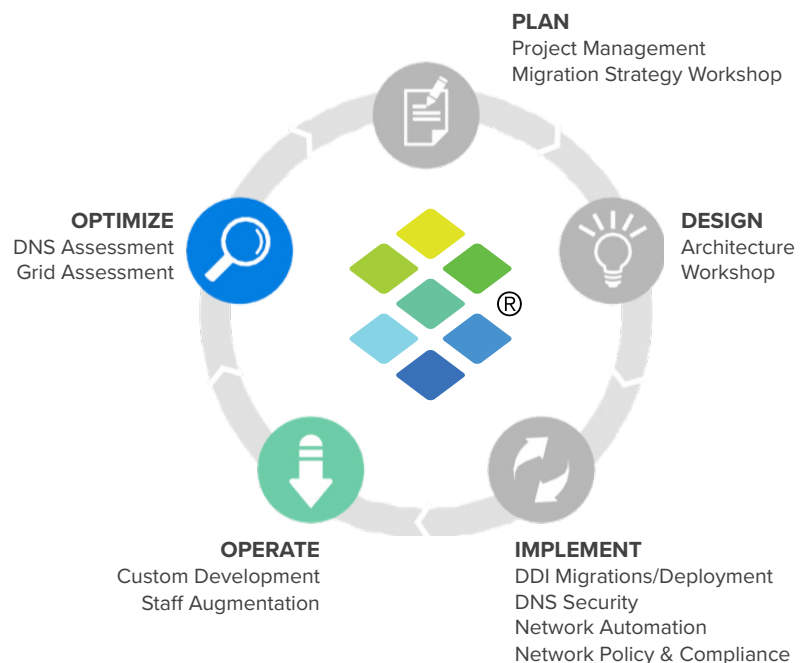 PLAN
Project Management
Migration Strategy Workshop
DESIGN
Architecture
Workshop
IMPLEMENT
DDI Migrations/Deployment
DNS Security
Network Automation
Network Policy & Compliance
OPERATE
Custom Development
Staff Augmentation
OPTIMIZE
DNS Assessment
Grid Assessment
®